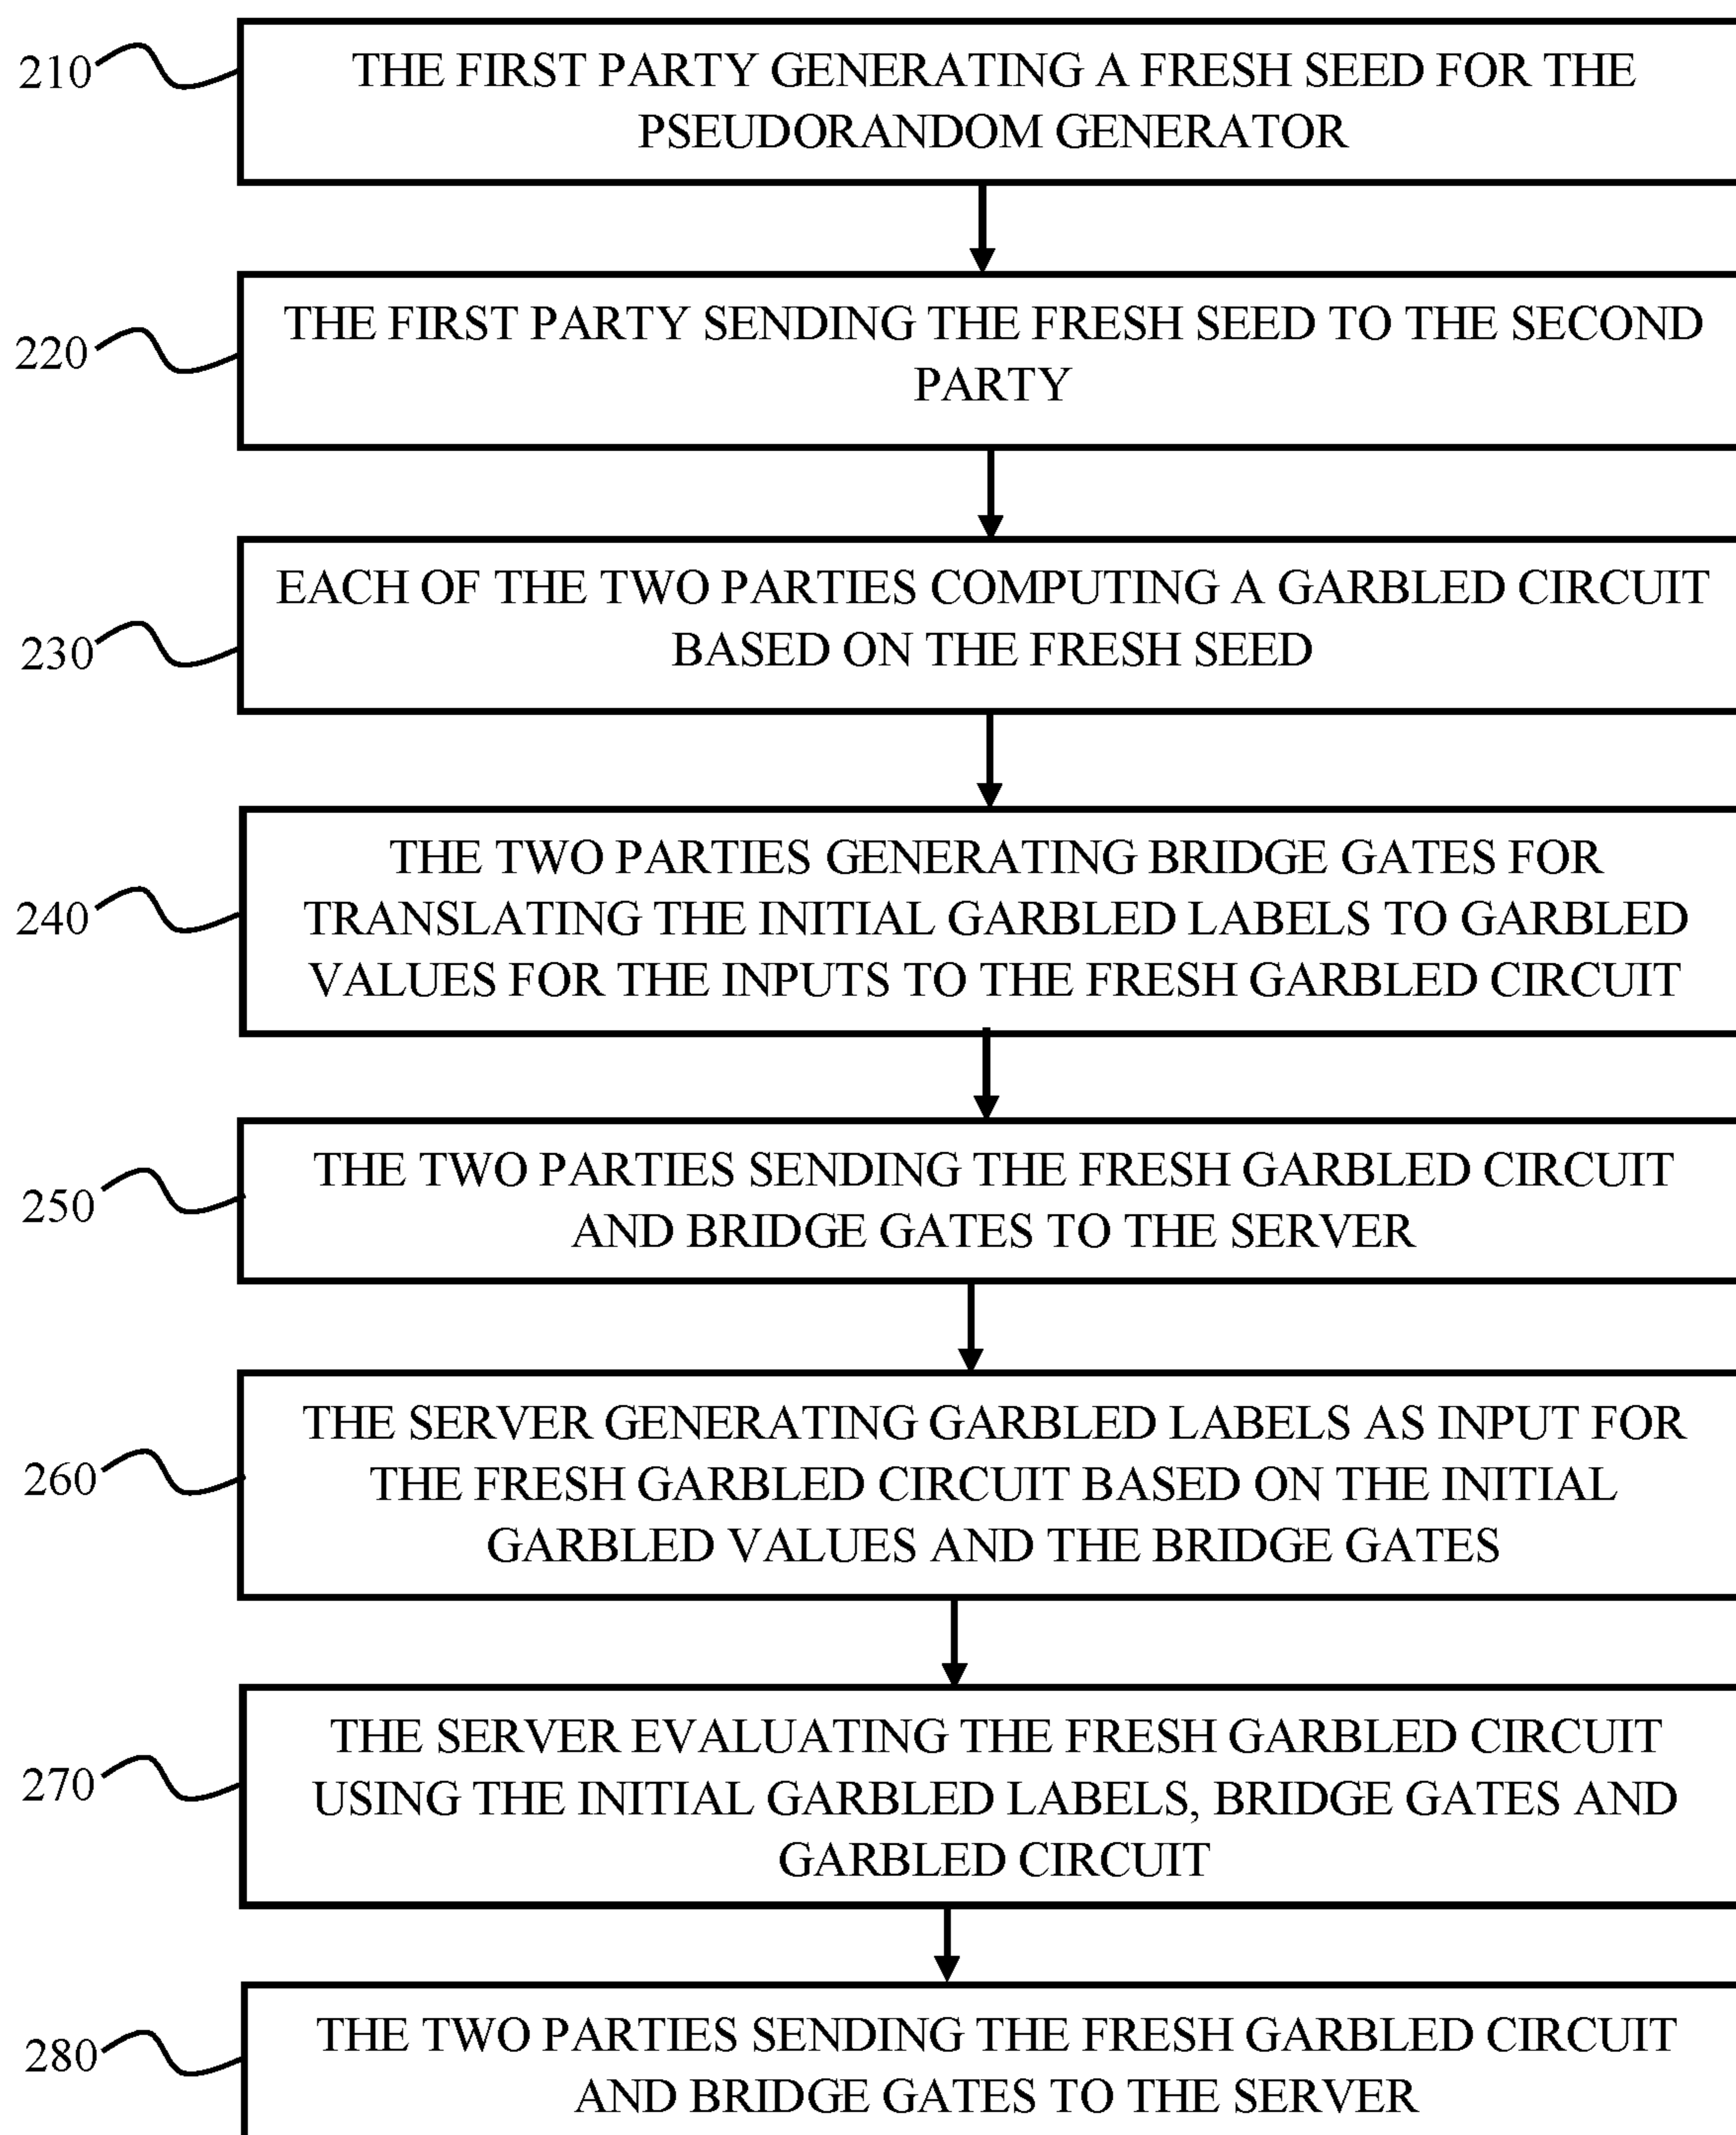 210
THE FIRST PARTY GENERATING A FRESH SEED FOR THE
PSEUDORANDOM GENERATOR
220
THE FIRST PARTY SENDING THE FRESH SEED TO THE SECOND
PARTY
230
EACH OF THE TWO PARTIES COMPUTING A GARBLED CIRCUIT
BASED ON THE FRESH SEED
240
THE TWO PARTIES GENERATING BRIDGE GATES FOR
TRANSLATING THE INITIAL GARBLED LABELS TO GARBLED
VALUES FOR THE INPUTS TO THE FRESH GARBLED CIRCUIT
250
THE TWO PARTIES SENDING THE FRESH GARBLED CIRCUIT
AND BRIDGE GATES TO THE SERVER
260
THE SERVER GENERATING GARBLED LABELS AS INPUT FOR
THE FRESH GARBLED CIRCUIT BASED ON THE INITIAL
GARBLED VALUES AND THE BRIDGE GATES
270
THE SERVER EVALUATING THE FRESH GARBLED CIRCUIT
USING THE INITIAL GARBLED LABELS, BRIDGE GATES AND
GARBLED CIRCUIT
280
THE TWO PARTIES SENDING THE FRESH GARBLED CIRCUIT
AND BRIDGE GATES TO THE SERVER